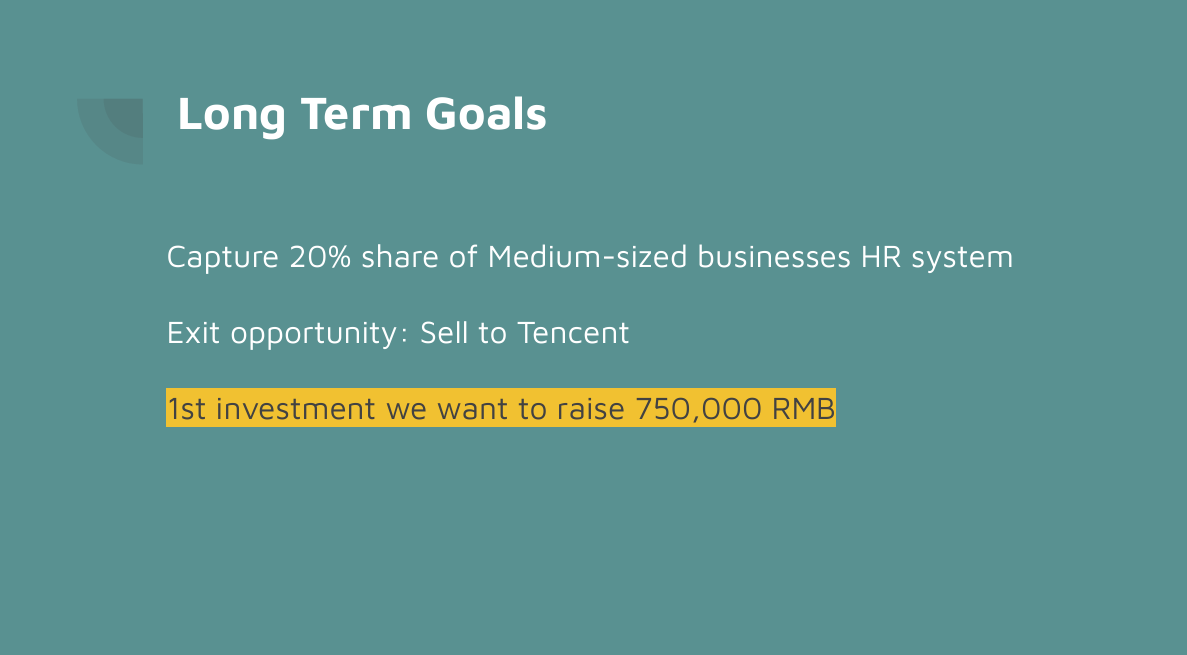 Long Term Goals
Capture 20% share of Medium-sized businesses HR system
Exit opportunity: Sell to Tencent
1st investment we want to raise 750,000 RMB